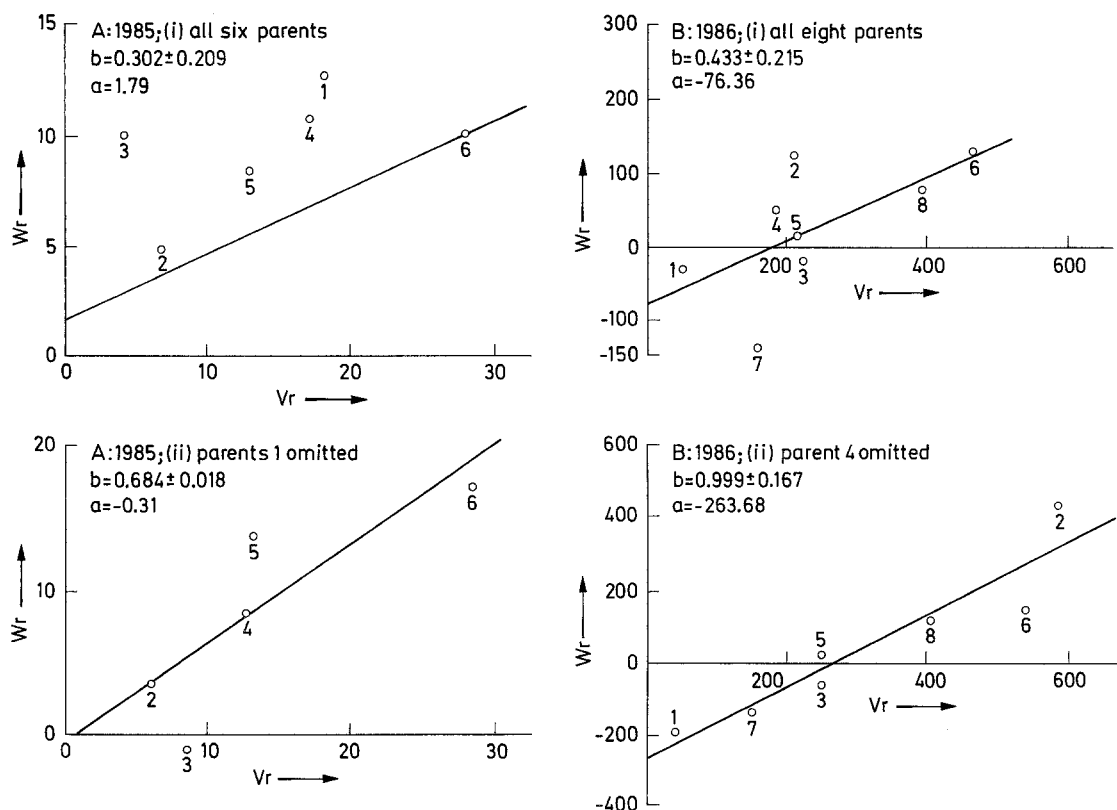 A:1985;(i) all six parents
b=0.302±0.209
a=1.79
15
10
5
0
Wr
1
3
4
5
6
2
0
10
20
30
Vr
B:1986;(i) all eight parents
b=0.433±0.215
a=-76.36
300
200
100
0
-100
-150
Wr
2
6
4
5
8
1
3
7
200
400
600
Vr
A:1985;(ii) parents 1 omitted
b=0.684±0.018
a=-0.31
20
10
0
Wr
6
5
4
2
3
0
10
20
30
Vr
B:1986;(ii) parent 4 omitted
b=0.999±0.167
a=-263.68
600
400
200
0
-200
-400
Wr
2
5
8
6
3
1
7
200
400
600
Vr